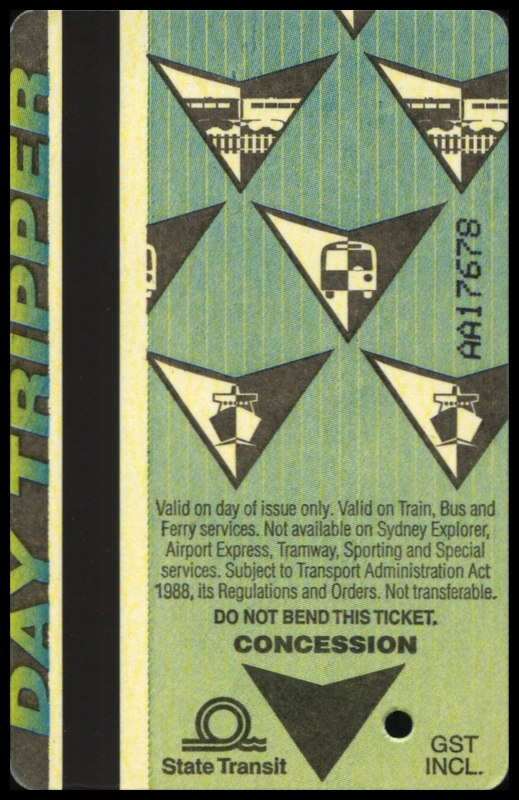 DAY TRIPPER
AA17678
Valid on day of issue only. Valid on Train, Bus and
Ferry services. Not available on Sydney Explorer,
Airport Express, Tramway, Sporting and Special
services. Subject to Transport Administration Act
1988, its Regulations and Orders. Not transferable.
DO NOT BEND THIS TICKET.
CONCESSION
State Transit
GST
INCL.